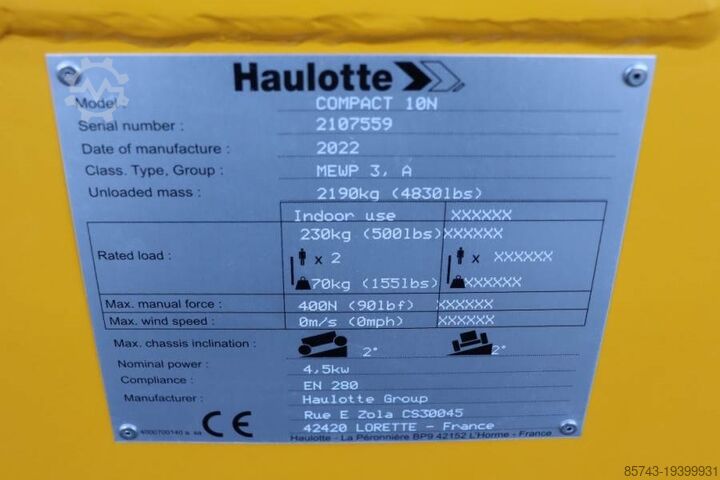 Haulotte
Model : COMPACT 10N
Serial number : 2107559
Date of manufacture : 2022
Class. Type, Group : MEWP 3, A
Unloaded mass : 2190kg (4830lbs)
Indoor use XXXXXX
230kg (500lbs) XXXXXX
Rated load : x 2 x XXXXXX
70kg (155lbs) XXXXXX
Max. manual force : 400N (90lbf) XXXXXX
Max. wind speed : 0m/s (0mph) XXXXXX
Max. chassis inclination : 2° 2°
Nominal power : 4,5kw
Compliance : EN 280
Manufacturer : Haulotte Group
Rue E Zola CS30045
4000700140 a CE 42420 LORETTE - France
Haulotte - La Péronnière BP9 42152 L'Horme - France
85743-19399931